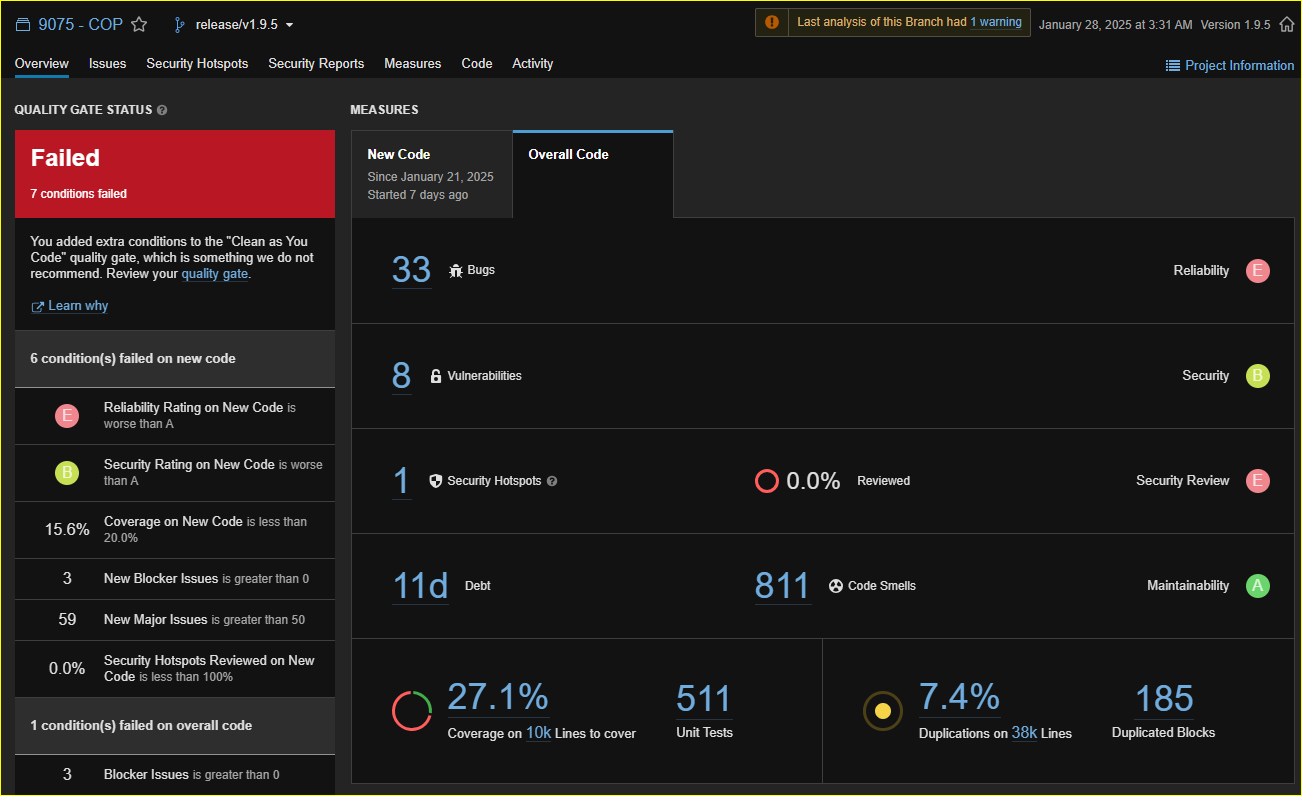 9075 - COP
release/v1.9.5
Last analysis of this Branch had 1 warning
January 28, 2025 at 3:31 AM Version 1.9.5
Overview Issues Security Hotspots Security Reports Measures Code Activity
Project Information
QUALITY GATE STATUS ?
Failed
7 conditions failed
You added extra conditions to the "Clean as You
Code" quality gate, which is something we do not
recommend. Review your quality gate.
Learn why
6 condition(s) failed on new code
E
Reliability Rating on New Code is
worse than A
B
Security Rating on New Code is worse
than A
15.6%
Coverage on New Code is less than
20.0%
3 New Blocker Issues is greater than 0
59 New Major Issues is greater than 50
0.0%
Security Hotspots Reviewed on New
Code is less than 100%
1 condition(s) failed on overall code
3 Blocker Issues is greater than 0
MEASURES
New Code
Since January 21, 2025
Started 7 days ago
Overall Code
33 Bugs Reliability E
8 Vulnerabilities Security B
1 Security Hotspots ? 0.0% Reviewed Security Review E
11d Debt 811 Code Smells Maintainability A
27.1%
Coverage on 10k Lines to cover
511
Unit Tests
7.4%
Duplications on 38k Lines
185
Duplicated Blocks